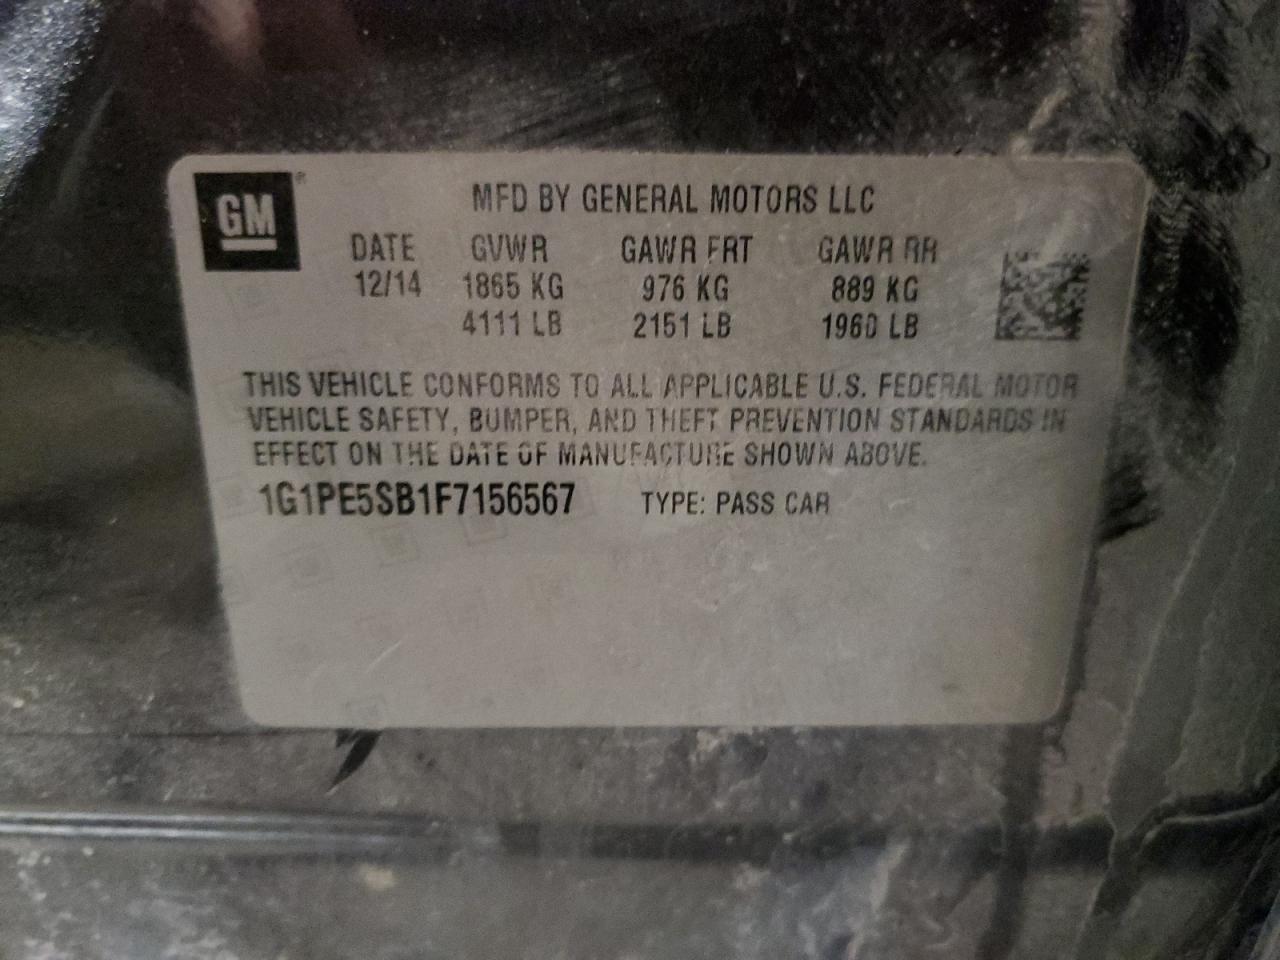 GM
MFD BY GENERAL MOTORS LLC
DATE GVWR GAWR FRT GAWR RR
12/14 1865 KG 976 KG 889 KG
4111 LB 2151 LB 1960 LB
THIS VEHICLE CONFORMS TO ALL APPLICABLE U.S. FEDERAL MOTOR
VEHICLE SAFETY, BUMPER, AND THEFT PREVENTION STANDARDS IN
EFFECT ON THE DATE OF MANUFACTURE SHOWN ABOVE.
1G1PE5SB1F7156567 TYPE: PASS CAR